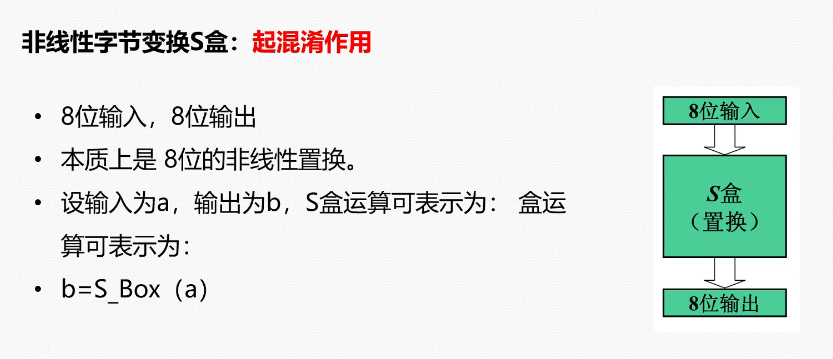 非线性字节变换S盒：起混淆作用
• 8位输入，8位输出
• 本质上是 8位的非线性置换。
• 设输入为a，输出为b，S盒运算可表示为： 盒运
算可表示为：
• b=S_Box（a）
8位输入
S盒
（置换）
8位输出